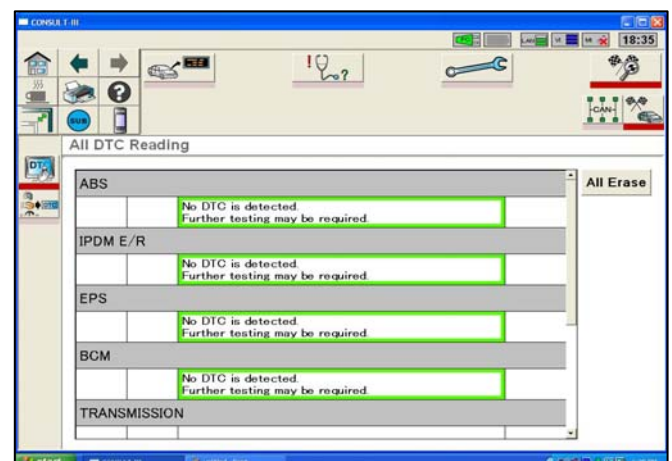 CONSULT-III
18:35
!
?
?
SUB
CAN
All DTC Reading
ABS
All Erase
No DTC is detected.
Further testing may be required.
IPDM E/R
No DTC is detected.
Further testing may be required.
EPS
No DTC is detected.
Further testing may be required.
BCM
No DTC is detected.
Further testing may be required.
TRANSMISSION